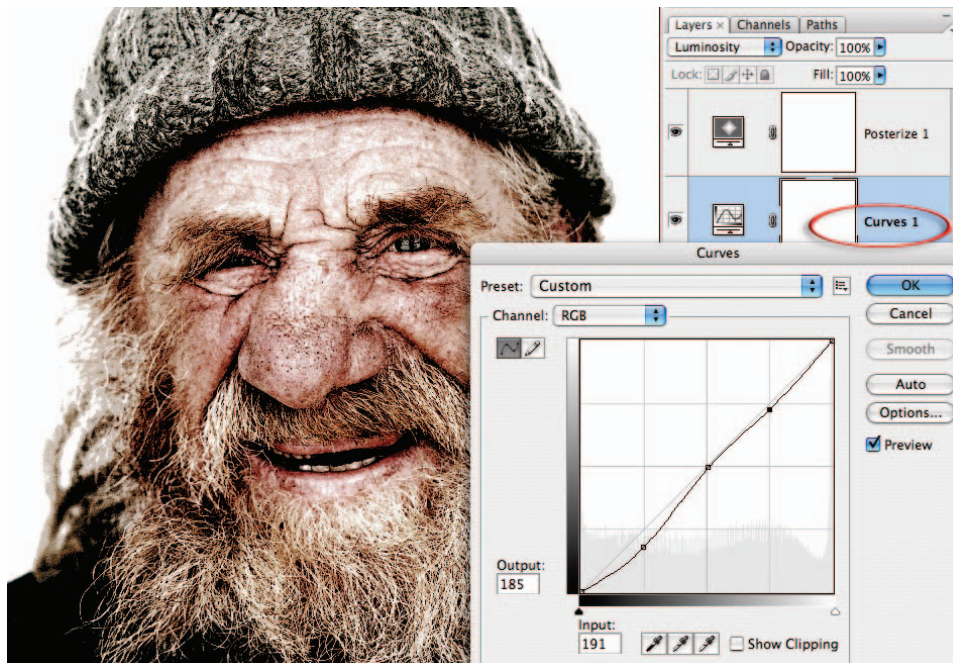 Layers × Channels Paths
Luminosity Opacity: 100%
Lock: Fill: 100%
Posterize 1
Curves 1
Curves
Preset: Custom
OK
Channel: RGB
Cancel
Smooth
Auto
Options...
Preview
Output:
185
Input:
191
Show Clipping